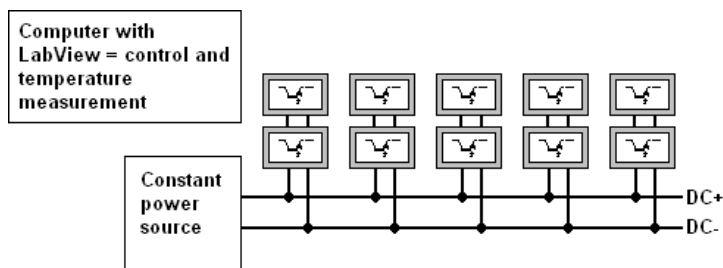 Computer with
LabView = control and
temperature
measurement
Constant
power
source
DC+
DC-